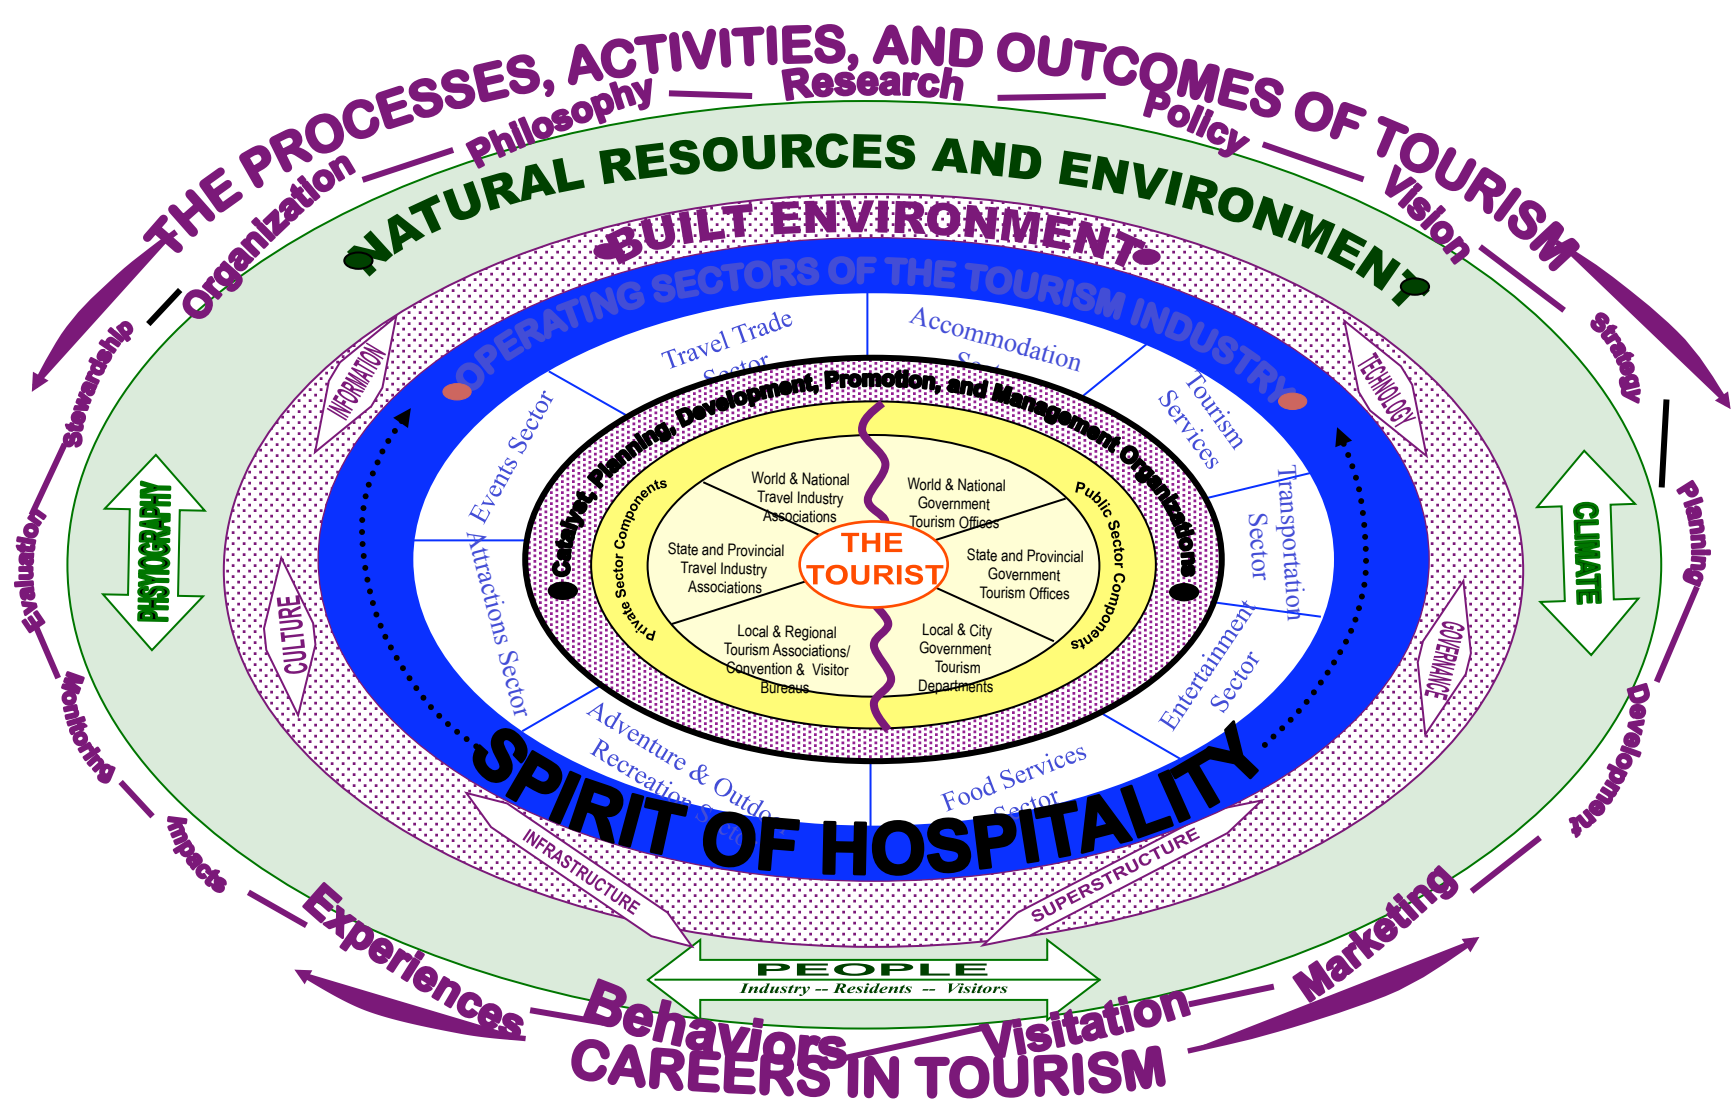 THE PROCESSES, ACTIVITIES, AND OUTCOMES OF TOURISM
Organization
Philosophy
Research
Policy
Vision
Strategy
Planning
Development
Marketing
Visitation
Behaviors
Experiences
Impacts
Monitoring
Evaluation
Stewardship
NATURAL RESOURCES AND ENVIRONMENT
BUILT ENVIRONMENT
OPERATING SECTORS OF THE TOURISM INDUSTRY
INFORMATION
TECHNOLOGY
PHSYIOGRAPHY
CLIMATE
CULTURE
GOVERNANCE
INFRASTRUCTURE
SUPERSTRUCTURE
Travel Trade
Sector
Accommodation
Sector
Tourism
Services
Transportation
Sector
Entertainment
Sector
Food Services
Sector
Adventure & Outdoor
Recreation Sector
Attractions Sector
Events Sector
Catalyst, Planning, Development, Promotion, and Management Organizations
Private Sector Components
Public Sector Components
World & National
Travel Industry
Associations
World & National
Government
Tourism Offices
State and Provincial
Travel Industry
Associations
State and Provincial
Government
Tourism Offices
Local & Regional
Tourism Associations/
Convention & Visitor
Bureaus
Local & City
Government
Tourism
Departments
THE
TOURIST
SPIRIT OF HOSPITALITY
PEOPLE
Industry -- Residents -- Visitors
CAREERS IN TOURISM